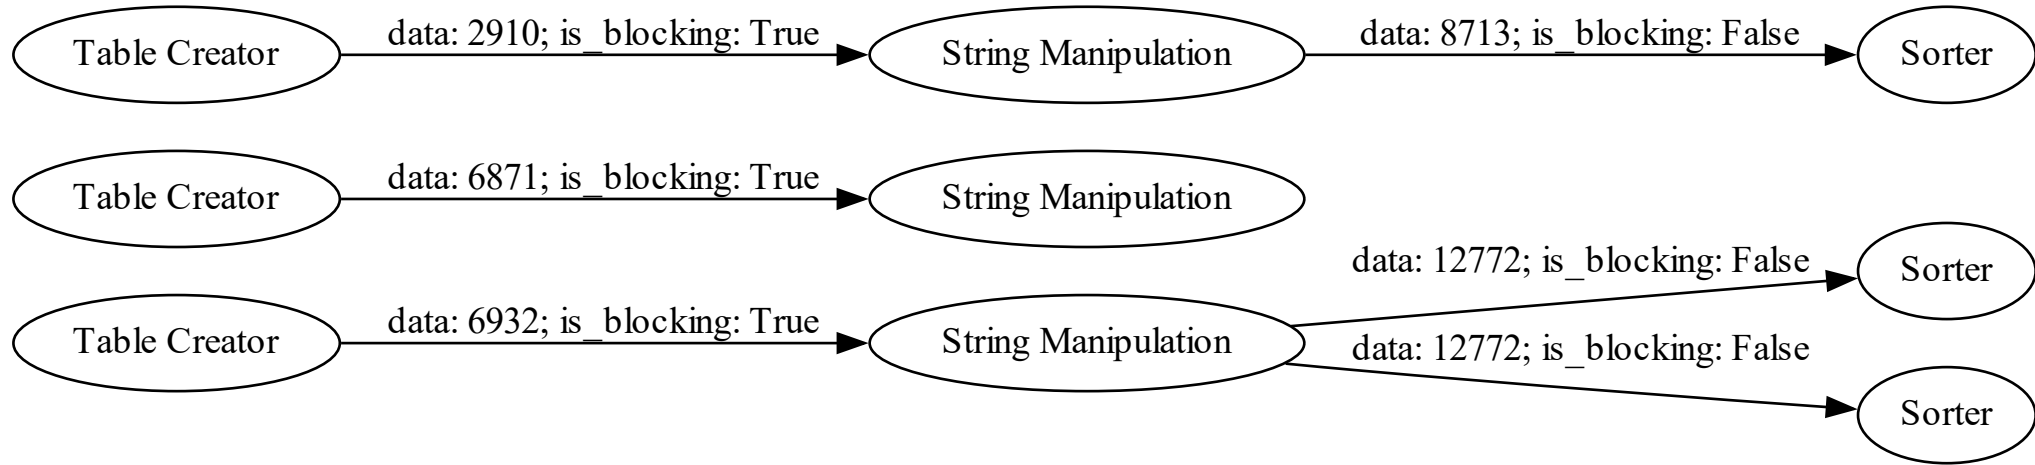 Table Creator data: 2910; is_blocking: True String Manipulation data: 8713; is_blocking: False Sorter
Table Creator data: 6871; is_blocking: True String Manipulation
data: 12772; is_blocking: False Sorter
Table Creator data: 6932; is_blocking: True String Manipulation
data: 12772; is_blocking: False Sorter